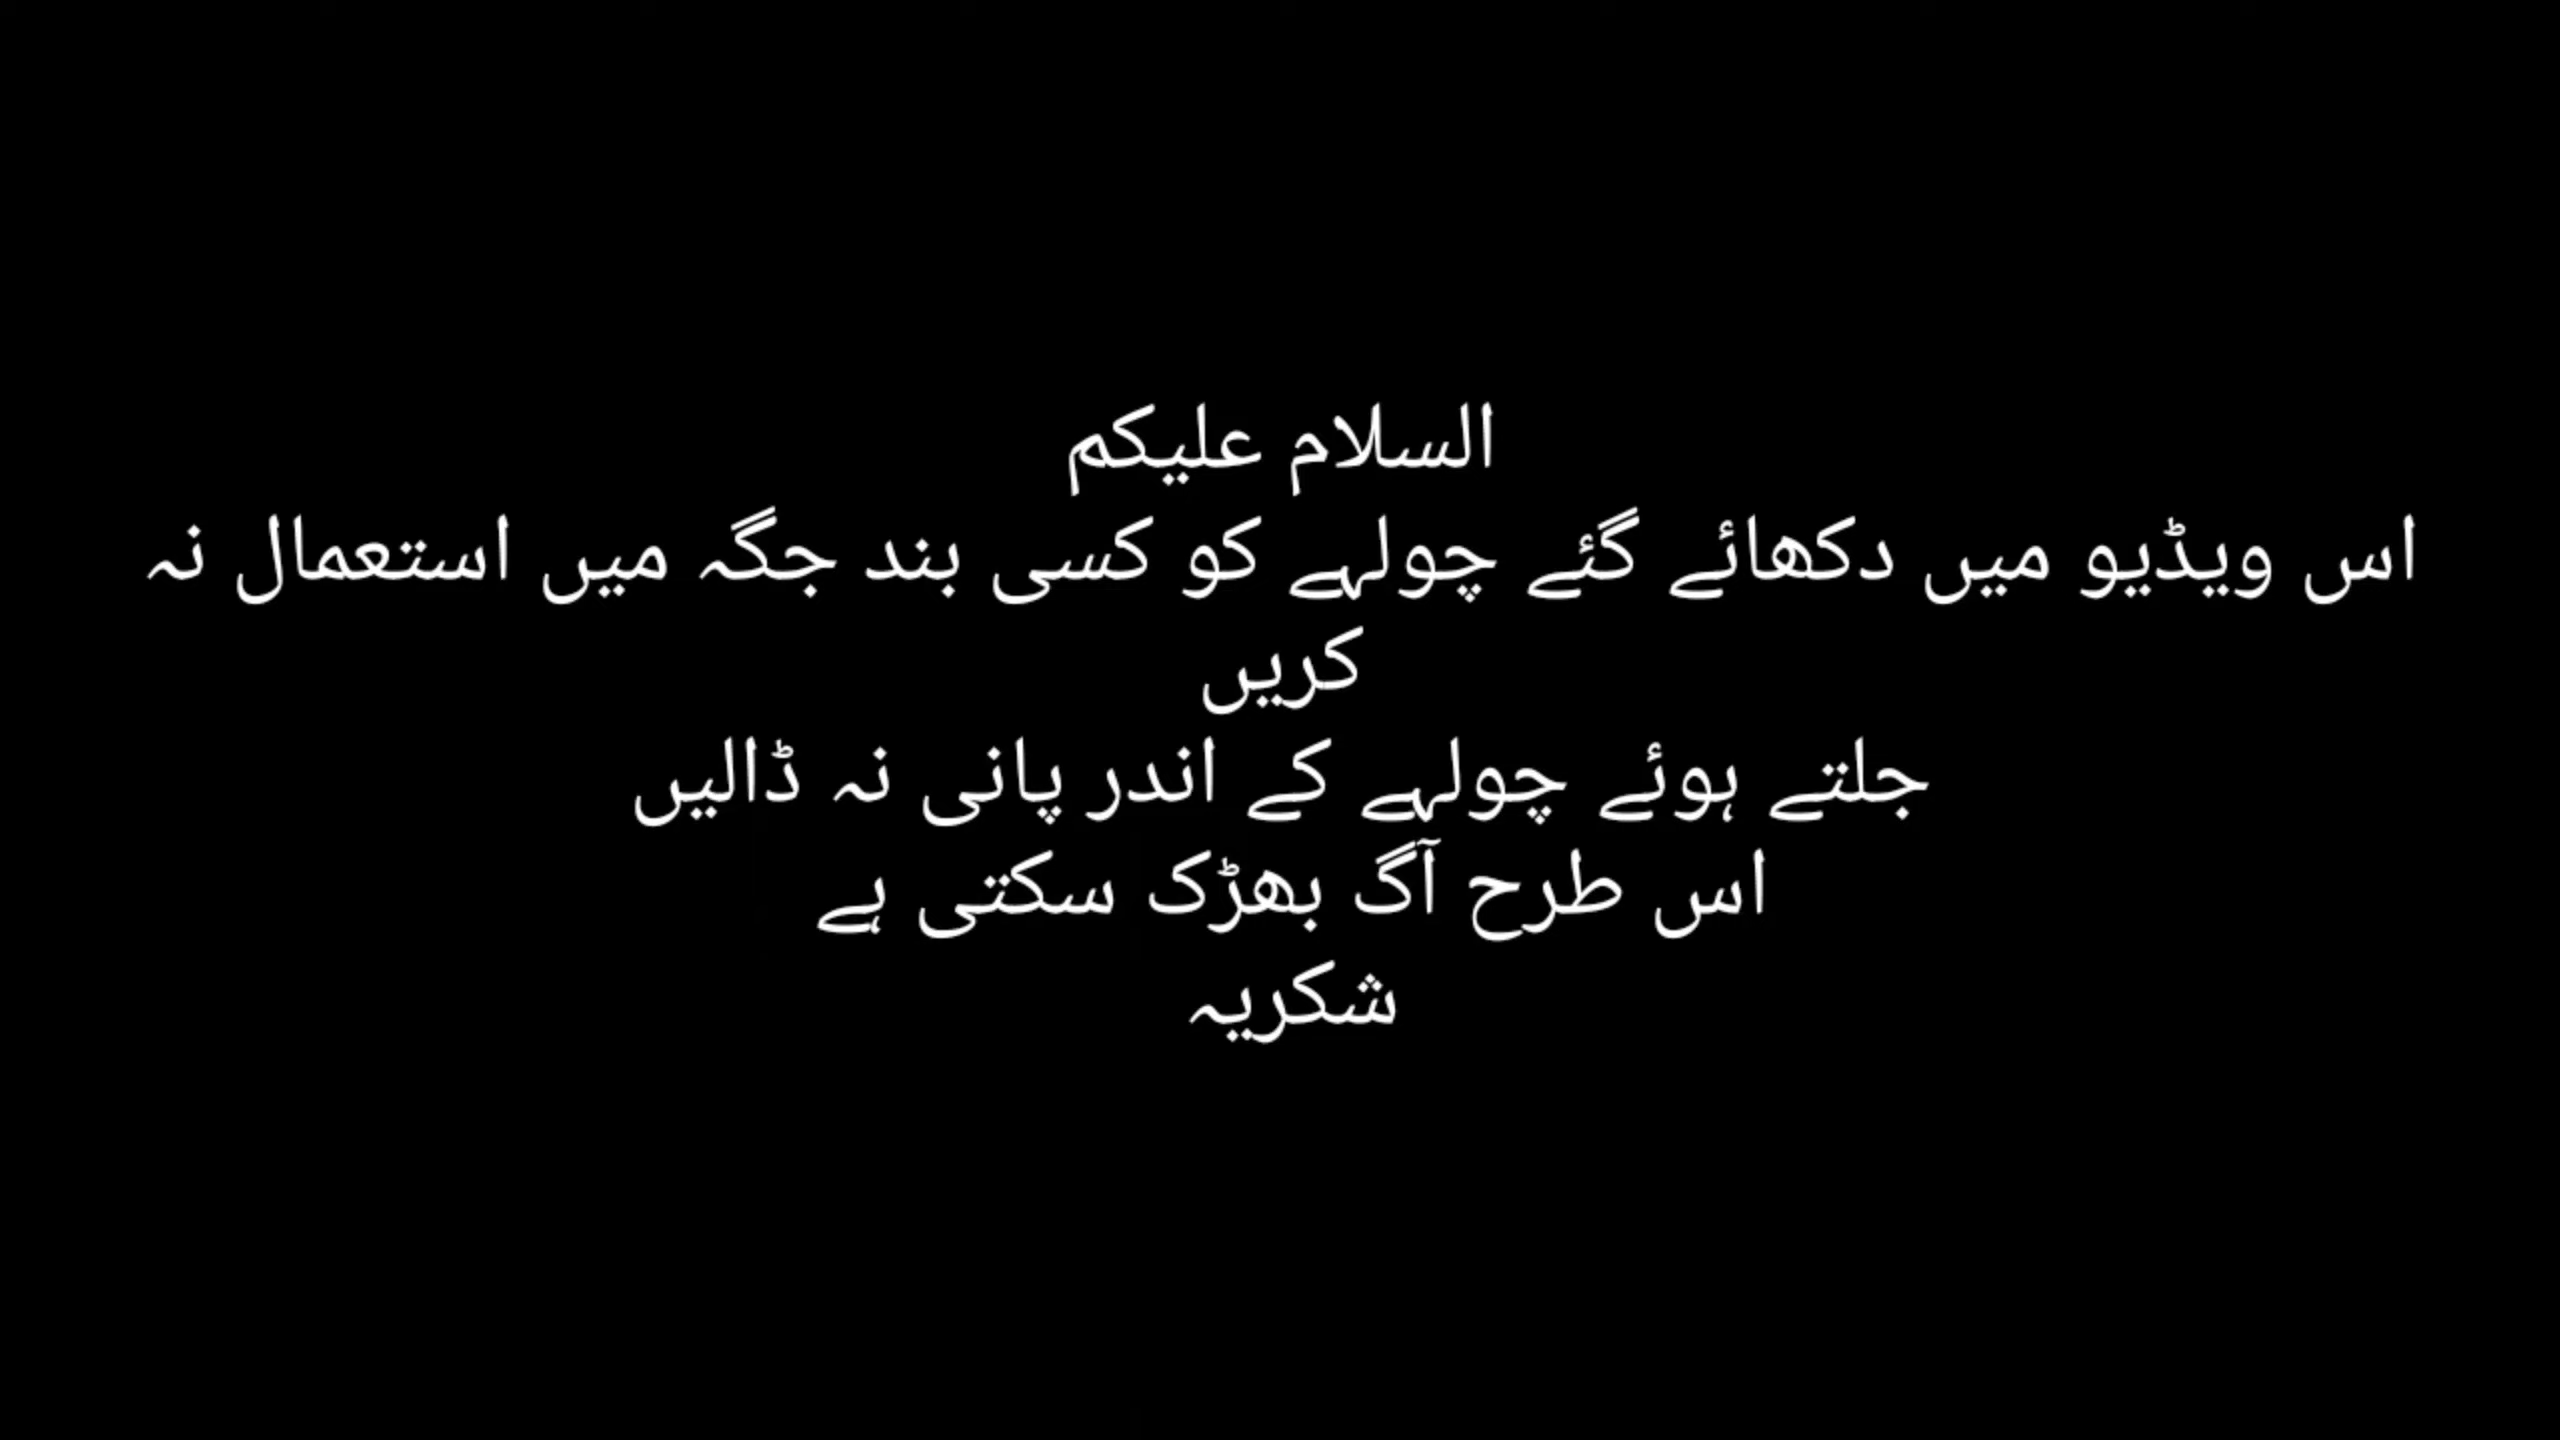 السلام علیکم
اس ویڈیو میں دکھائے گئے چولہے کو کسی بند جگہ میں استعمال نہ
کریں
جلتے ہوئے چولہے کے اندر پانی نہ ڈالیں
اس طرح آگ بھڑک سکتی ہے
شکریہ